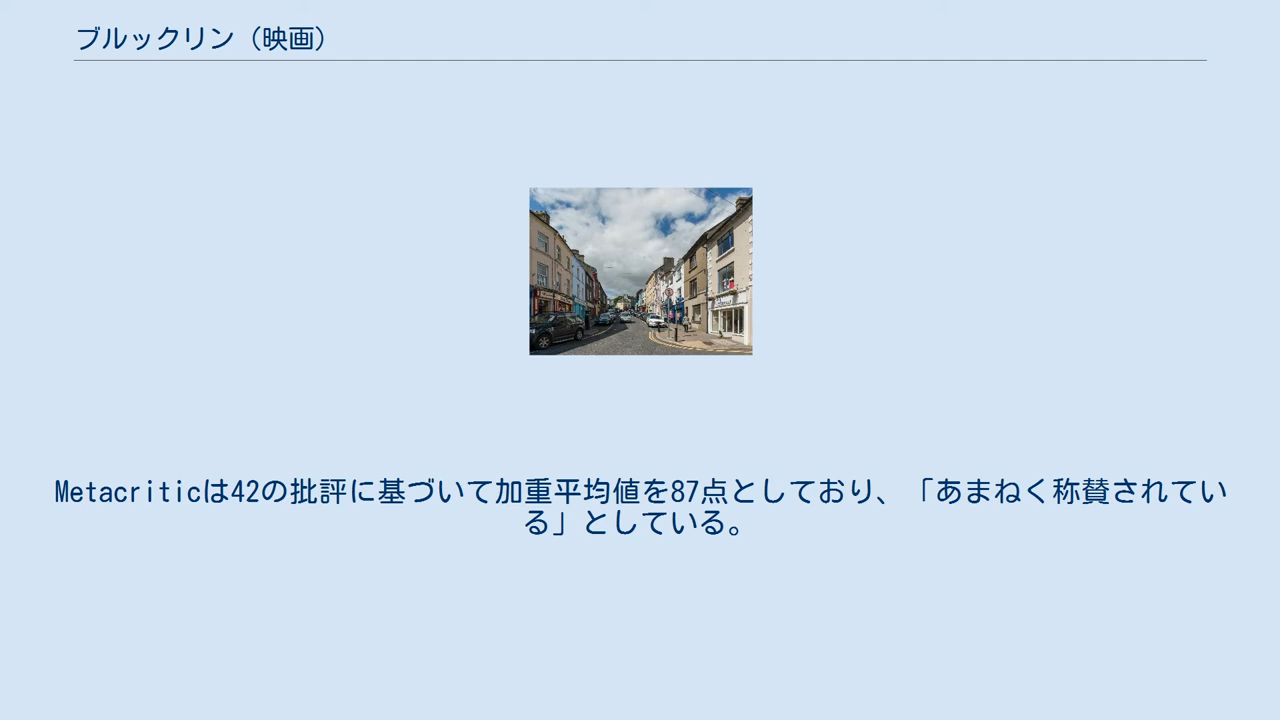 ブルックリン（映画）
Metacriticは42の批評に基づいて加重平均値を87点としており、「あまねく称賛されてい
る」としている。